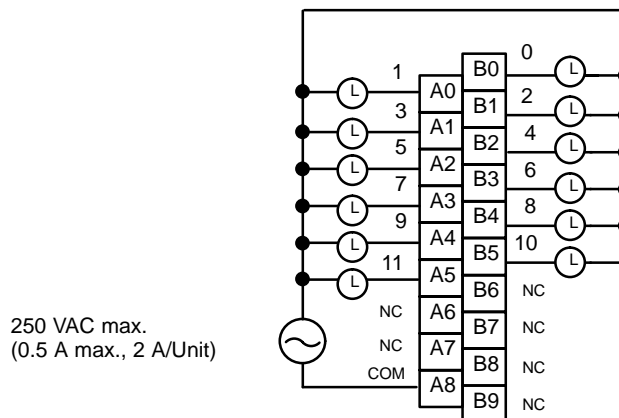 0
1 B0 L
L A0 2
3 B1 L
L A1 4
5 B2 L
L A2 6
7 B3 L
L A3 8
9 B4 L
L A4 10
11 B5 L
L A5 B6 NC
NC A6
250 VAC max. B7 NC
(0.5 A max., 2 A/Unit) NC A7
B8 NC
COM A8
B9 NC